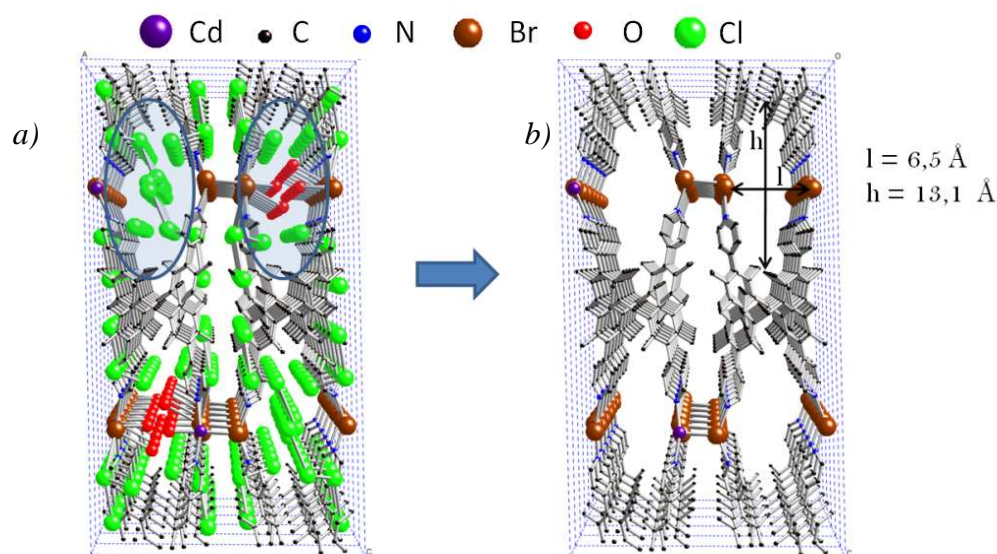 Cd C N Br O Cl
a)
b)
h
l
l = 6,5 Å
h = 13,1 Å